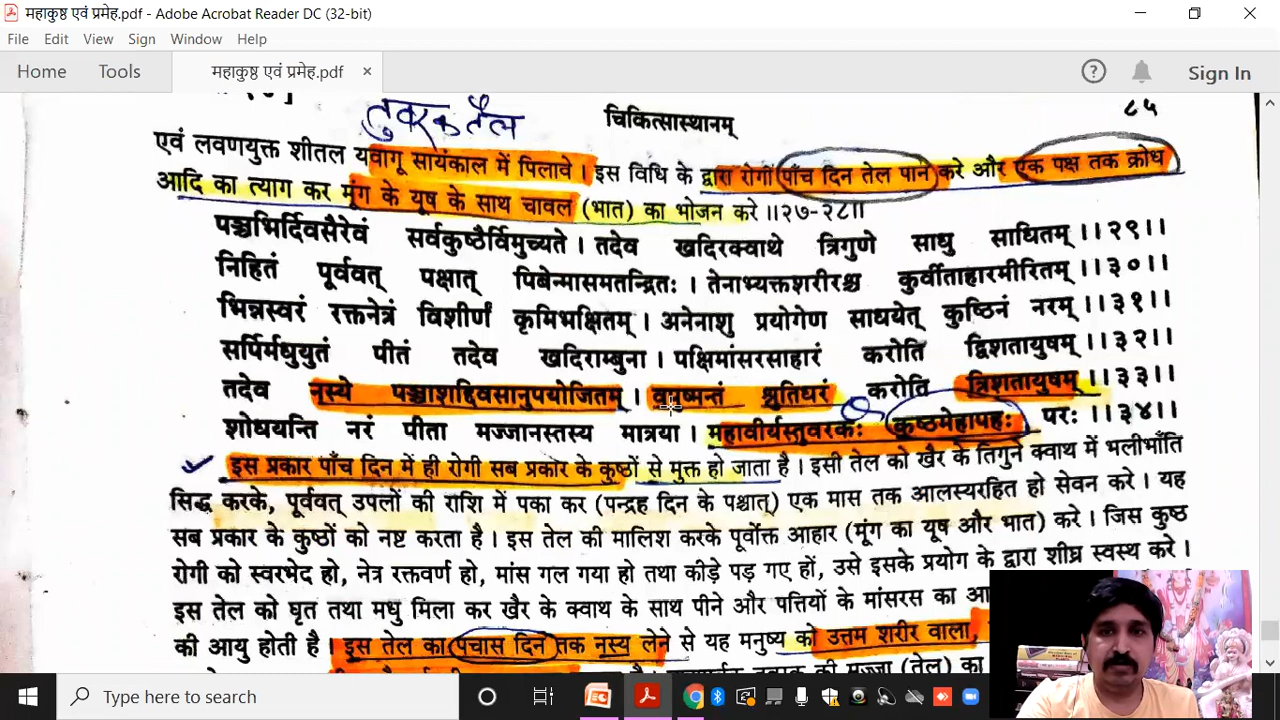 महाकुष्ठ एवं प्रमेह.pdf - Adobe Acrobat Reader DC (32-bit)
File Edit View Sign Window Help
Home Tools महाकुष्ठ एवं प्रमेह.pdf × Sign In
तुवरक तैल चिकित्सास्थानम् ८५
एवं लवणयुक्त शीतल यवागू सायंकाल में पिलावे। इस विधि के द्वारा रोगी पाँच दिन तेल पान करे और एक पक्ष तक क्रोध
आदि का त्याग कर मूंग के यूष के साथ चावल (भात) का भोजन करे ॥२७-२८॥
पञ्चभिर्दिवसैरेवं सर्वकुष्ठैर्विमुच्यते । तदेव खदिरक्वाथे त्रिगुणे साधु साधितम् ॥२९॥
निहितं पूर्ववत् पक्षात् पिबेन्मासमतन्द्रितः । तेनाभ्यक्तशरीरश्च कुर्वीताहारमीरितम् ॥३०॥
भिन्नस्वरं रक्तनेत्रं विशीर्णं कृमिभक्षितम् । अनेनाशु प्रयोगेण साधयेत् कुष्ठिनं नरम् ॥३१॥
सर्पिर्मधुयुतं पीतं तदेव खदिराम्बुना । पक्षिमांसरसाहारं करोति द्विशतायुषम् ॥३२॥
तदेव नस्ये पञ्चाशद्दिवसानुपयोजितम् । श्रुतिधरं करोति त्रिशतायुषम् ॥३३॥
शोधयन्ति नरं पीता मज्जानस्तस्य मात्रया । महावीर्यस्तुवरकः कुष्ठमेहापहः परः ॥३४॥
इस प्रकार पाँच दिन में ही रोगी सब प्रकार के कुष्ठों से मुक्त हो जाता है। इसी तेल को खैर के तिगुने क्वाथ में भलीभाँति
सिद्ध करके, पूर्ववत् उपलों की राशि में पका कर (पन्द्रह दिन के पश्चात्) एक मास तक आलस्यरहित हो सेवन करे। यह
सब प्रकार के कुष्ठों को नष्ट करता है। इस तेल की मालिश करके पूर्वोक्त आहार (मूंग का यूष और भात) करे। जिस कुष्ठ
रोगी को स्वरभेद हो, नेत्र रक्तवर्ण हो, मांस गल गया हो तथा कीड़े पड़ गए हों, उसे इसके प्रयोग के द्वारा शीघ्र स्वस्थ करे।
इस तेल को घृत तथा मधु मिला कर खैर के क्वाथ के साथ पीने और पत्तियों के मांसरस का
की आयु होती है। इस तेल का पचास दिन तक नस्य लेने से यह मनुष्य को उत्तम शरीर वाला,
की मज्जा (तेल) का
Type here to search